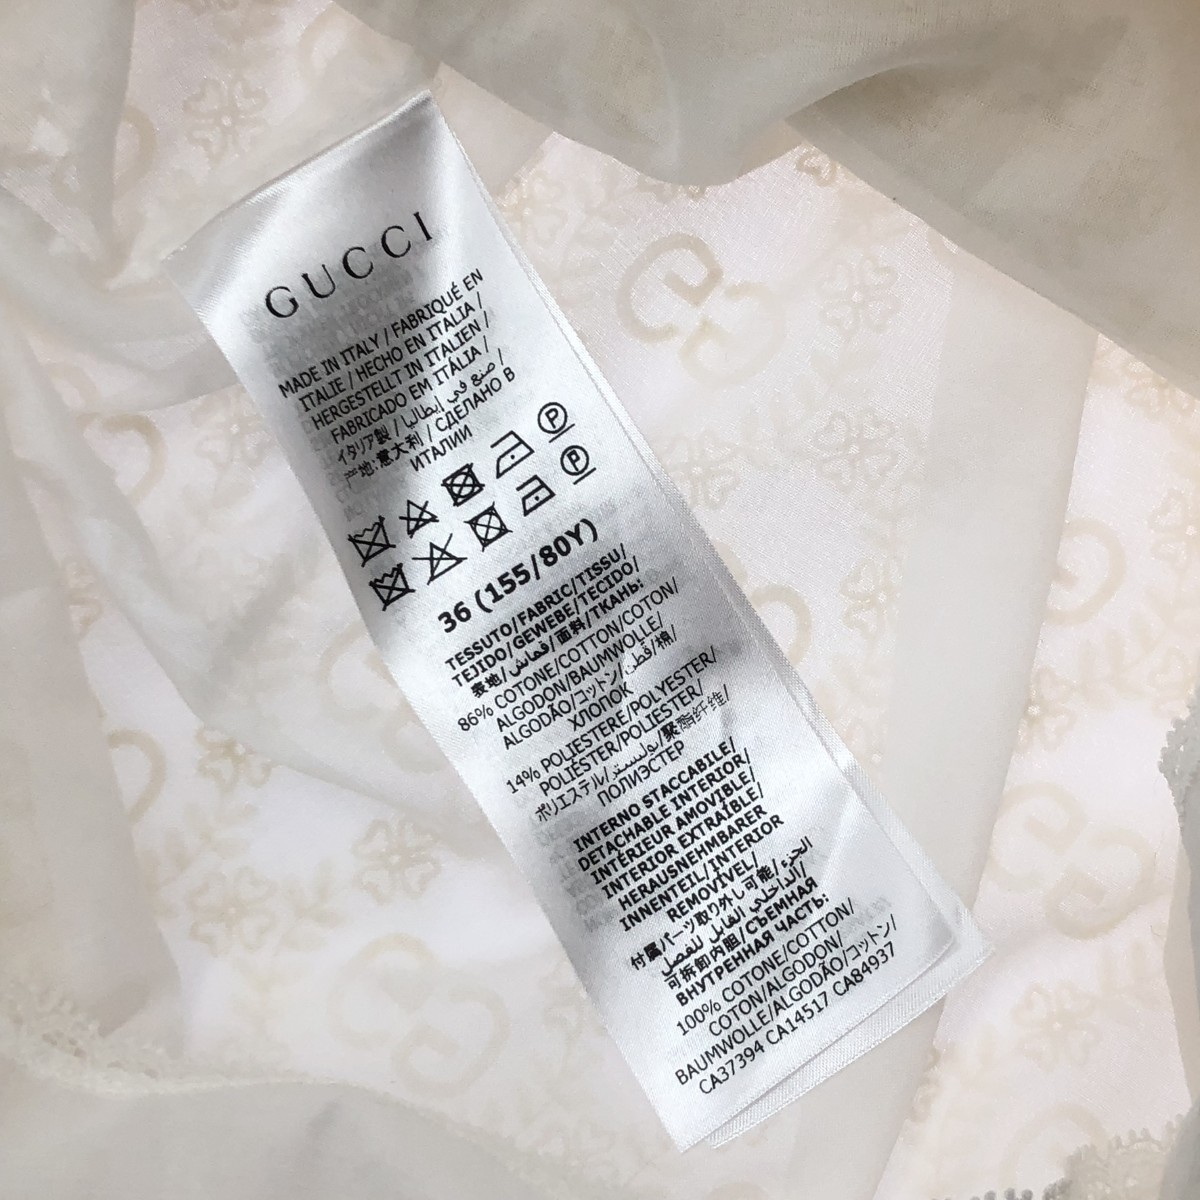 GUCCI
MADE IN ITALY / FABRIQUÉ EN
ITALIE / HECHO EN ITALIA /
HERGESTELLT IN ITALIEN /
FABRICADO EM ITÁLIA /
イタリア製 / صنع في إيطاليا /
产地:意大利 / СДЕЛАНО В
ИТАЛИИ
P
P
36 (155/80Y)
TESSUTO/FABRIC/TISSU/
TEJIDO/GEWEBE/TECIDO/
表地/قماش/面料/ТКАНЬ:
86% COTONE/COTTON/COTON/
ALGODON/BAUMWOLLE/
ALGODÃO/コットン/قطن/棉/
ХЛОПОК
14% POLIESTERE/POLYESTER/
POLIÉSTER/POLIESTER/
ポリエステル/بوليستر/聚酯纤维/
ПОЛИЭСТЕР
INTERNO STACCABILE/
DETACHABLE INTERIOR/
INTÉRIEUR AMOVIBLE/
INTERIOR EXTRAÍBLE/
HERAUSNEHMBARER
INNENTEIL/INTERIOR
REMOVIVEL/
付属パーツ取り外し可能/الجزء
الداخلي القابل للفصل/
可拆卸内胆/СЪЕМНАЯ
ВНУТРЕННАЯ ЧАСТЬ:
100% COTONE/COTTON/
COTON/ALGODON/
BAUMWOLLE/ALGODÃO/コットン/
CA37394 CA14517 CA84937